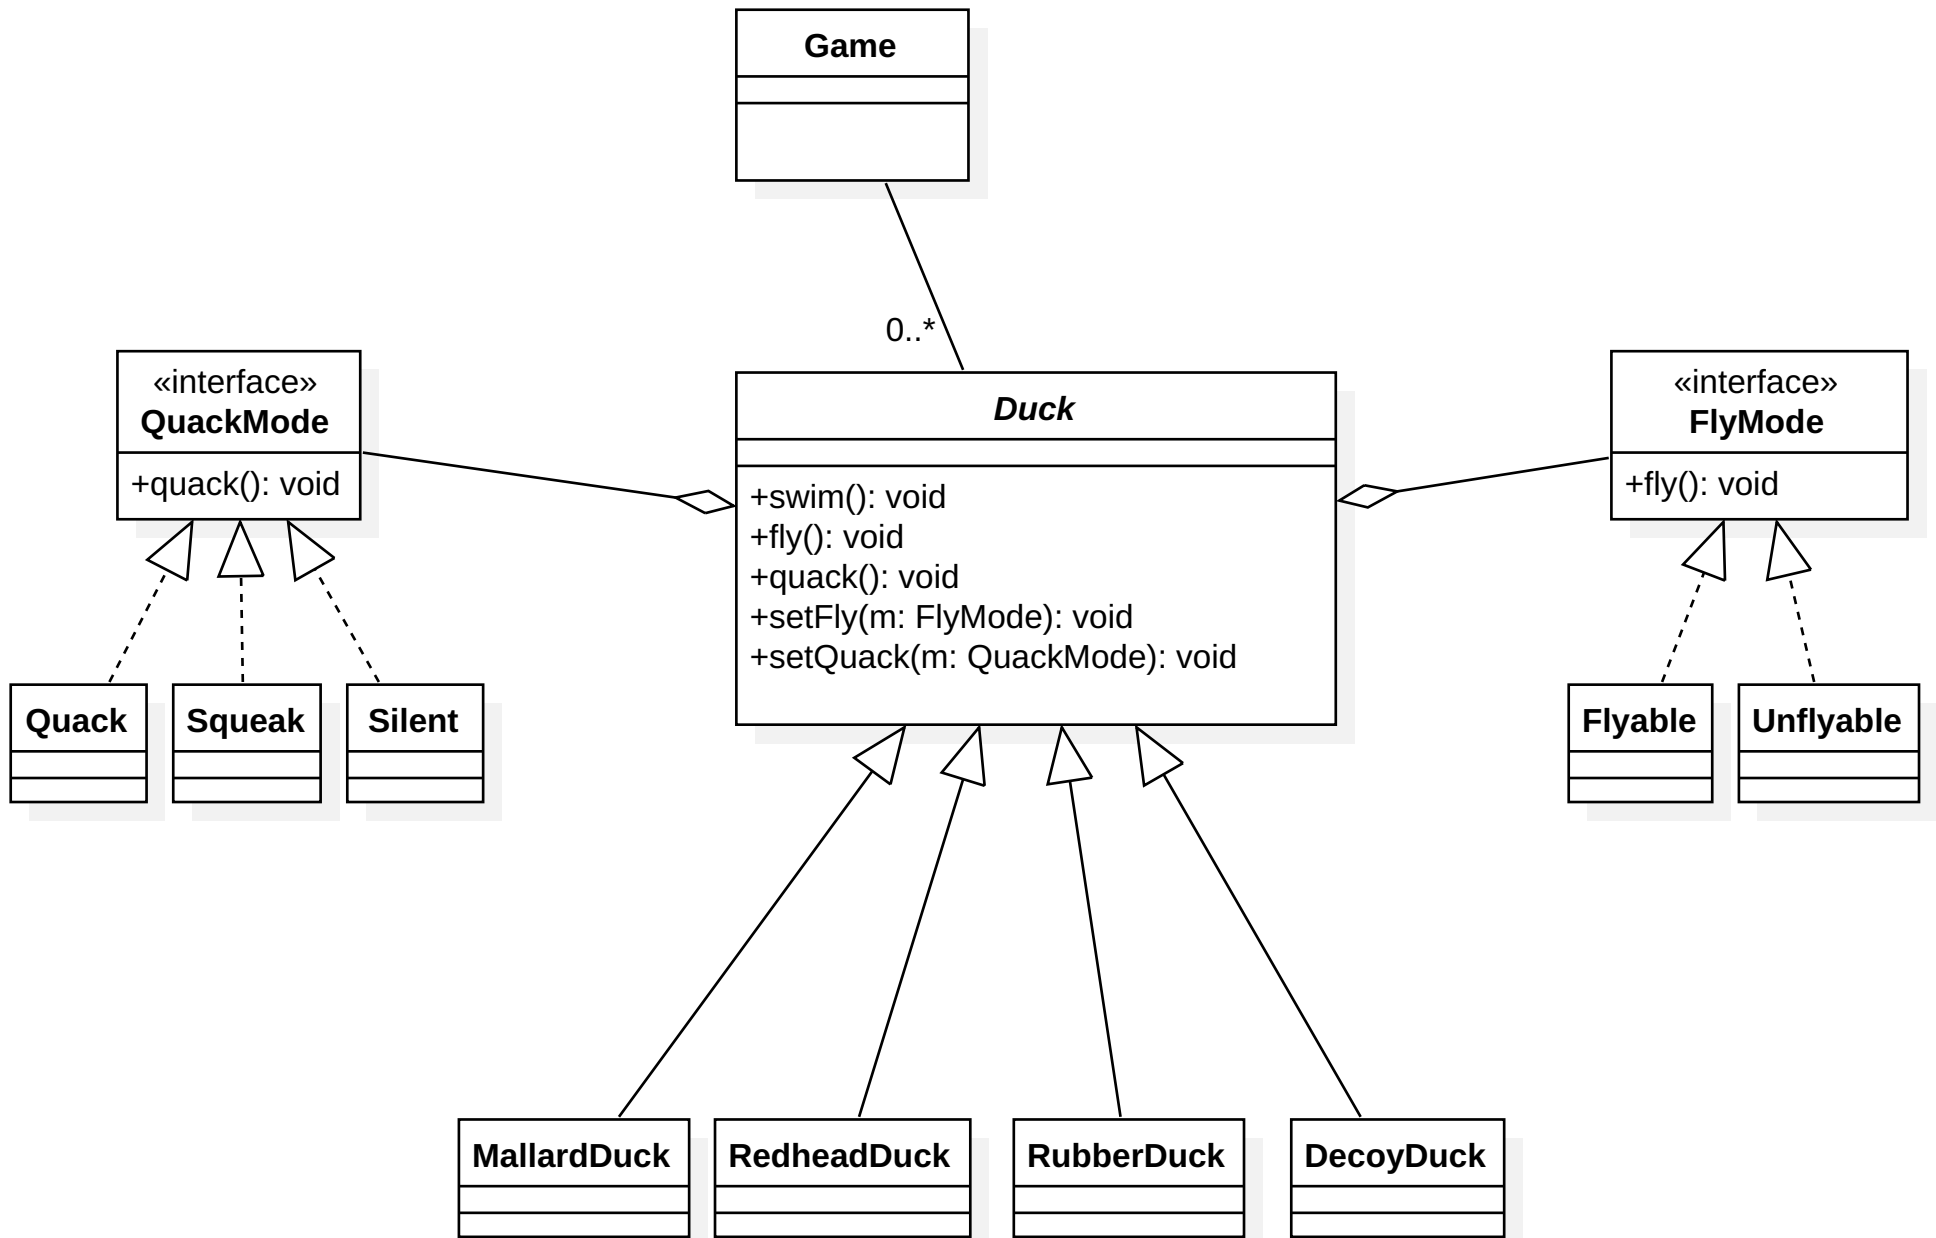 Game
0..*
«interface»
QuackMode
+quack(): void
Duck
+swim(): void
+fly(): void
+quack(): void
+setFly(m: FlyMode): void
+setQuack(m: QuackMode): void
«interface»
FlyMode
+fly(): void
Quack
Squeak
Silent
Flyable
Unflyable
MallardDuck
RedheadDuck
RubberDuck
DecoyDuck